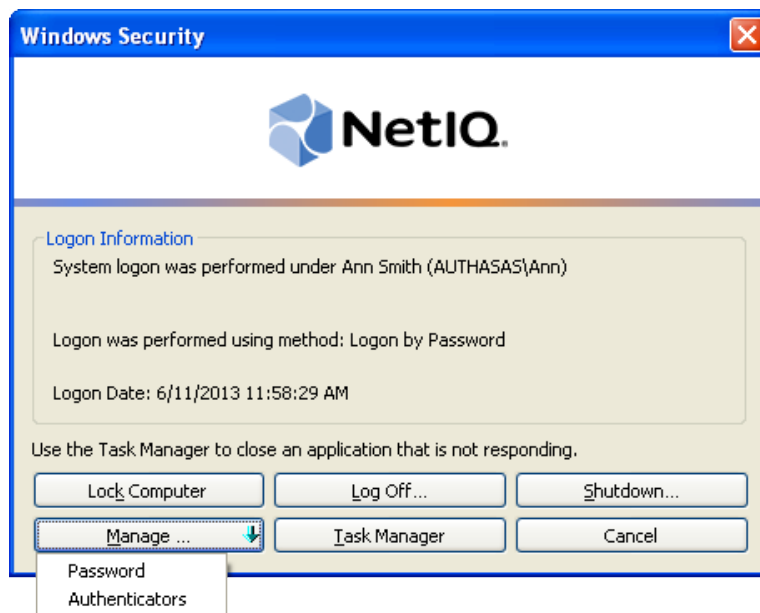 Windows Security
NetIQ.
Logon Information
System logon was performed under Ann Smith (AUTHASAS\Ann)
Logon was performed using method: Logon by Password
Logon Date: 6/11/2013 11:58:29 AM
Use the Task Manager to close an application that is not responding.
Lock Computer Log Off... Shutdown...
Manage ... Task Manager Cancel
Password
Authenticators